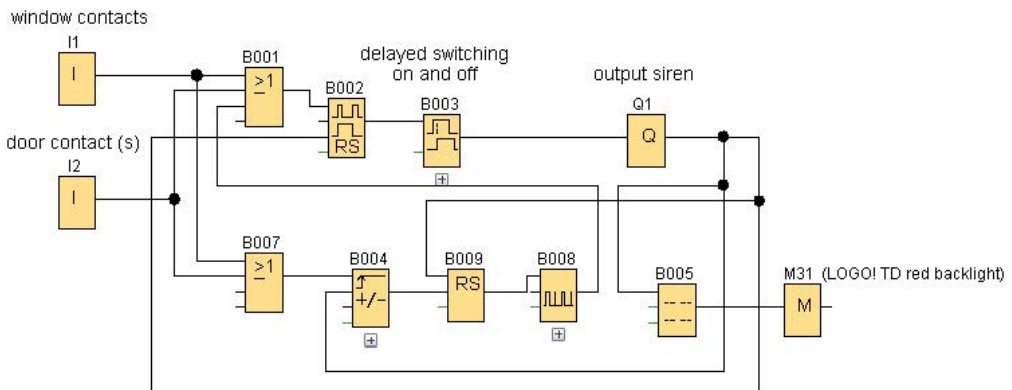 window contacts
I1
I
B001
≥1
delayed switching
on and off
B002
RS
B003
output siren
Q1
Q
door contact (s)
I2
I
B007
≥1
B004
+/-
B009
RS
B008
B005
M31 (LOGO! TD red backlight)
M